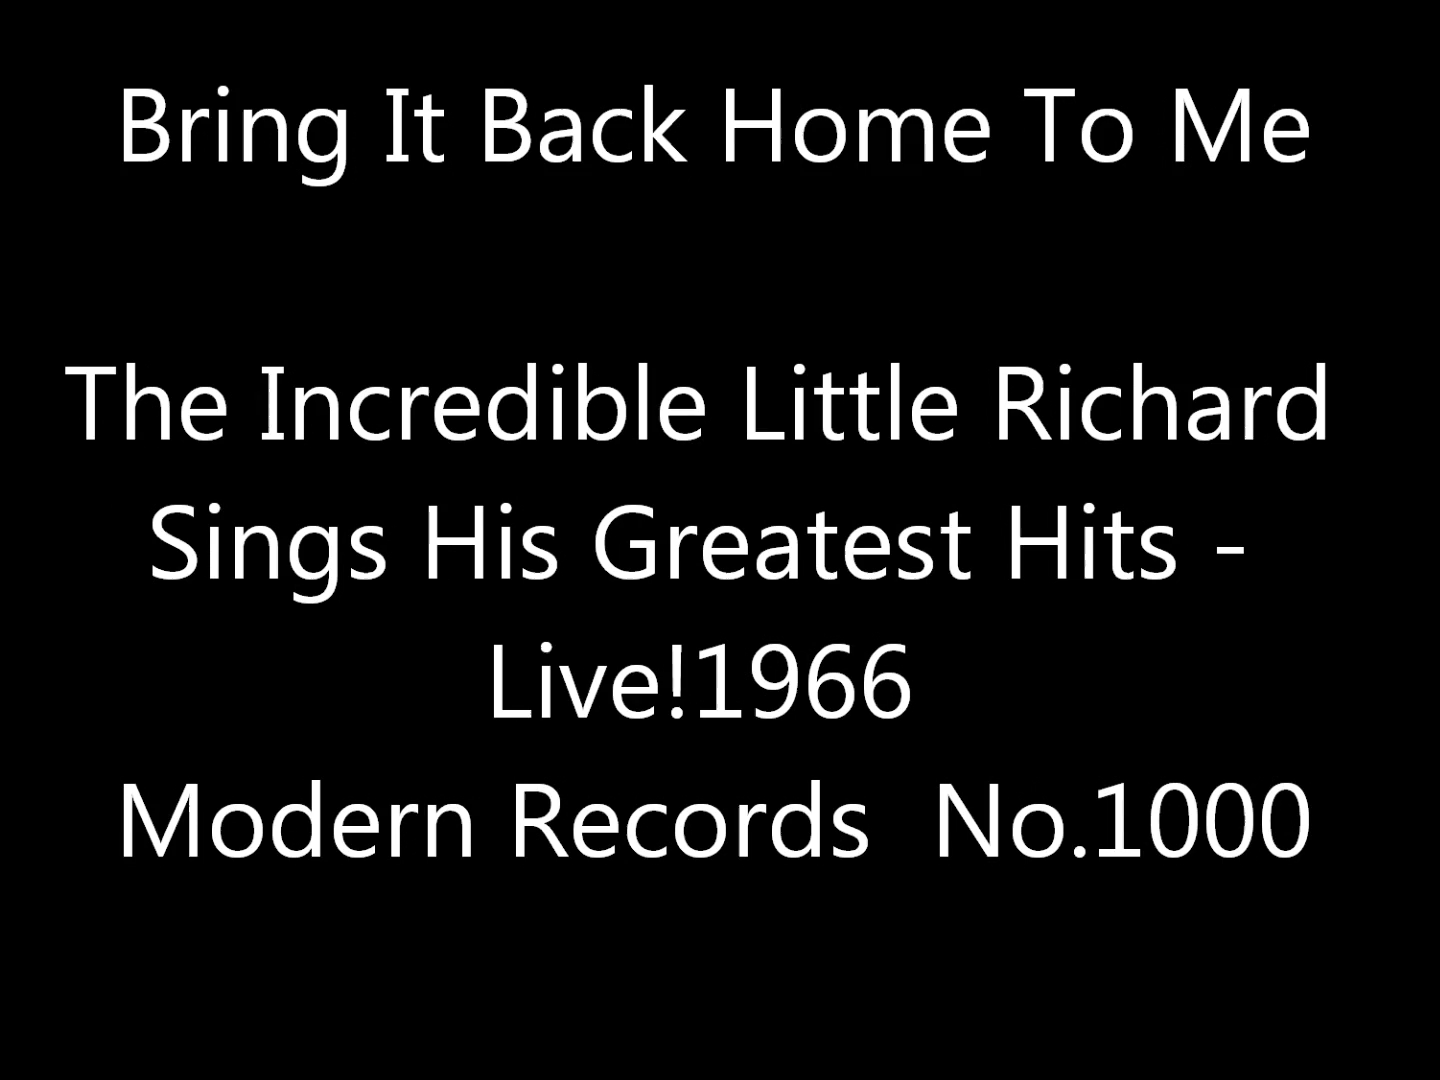 Bring It Back Home To Me
The Incredible Little Richard
Sings His Greatest Hits -
Live!1966
Modern Records  No.1000